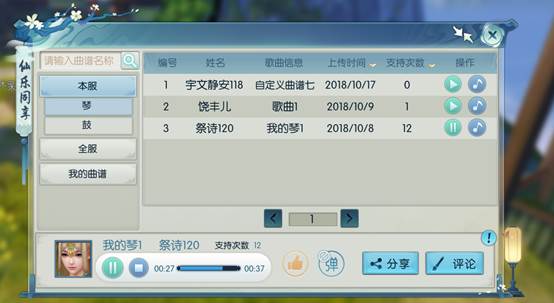 仙乐同享
请输入曲谱名称
本服
琴
鼓
全服
我的曲谱
编号 姓名 歌曲信息 上传时间 支持次数 操作
1 宇文静安118 自定义曲谱七 2018/10/17 0
2 饶丰儿 歌曲1 2018/10/9 1
3 祭诗120 我的琴1 2018/10/8 12
1
我的琴1 祭诗120 支持次数 12
00:27 00:37
弹
分享
评论